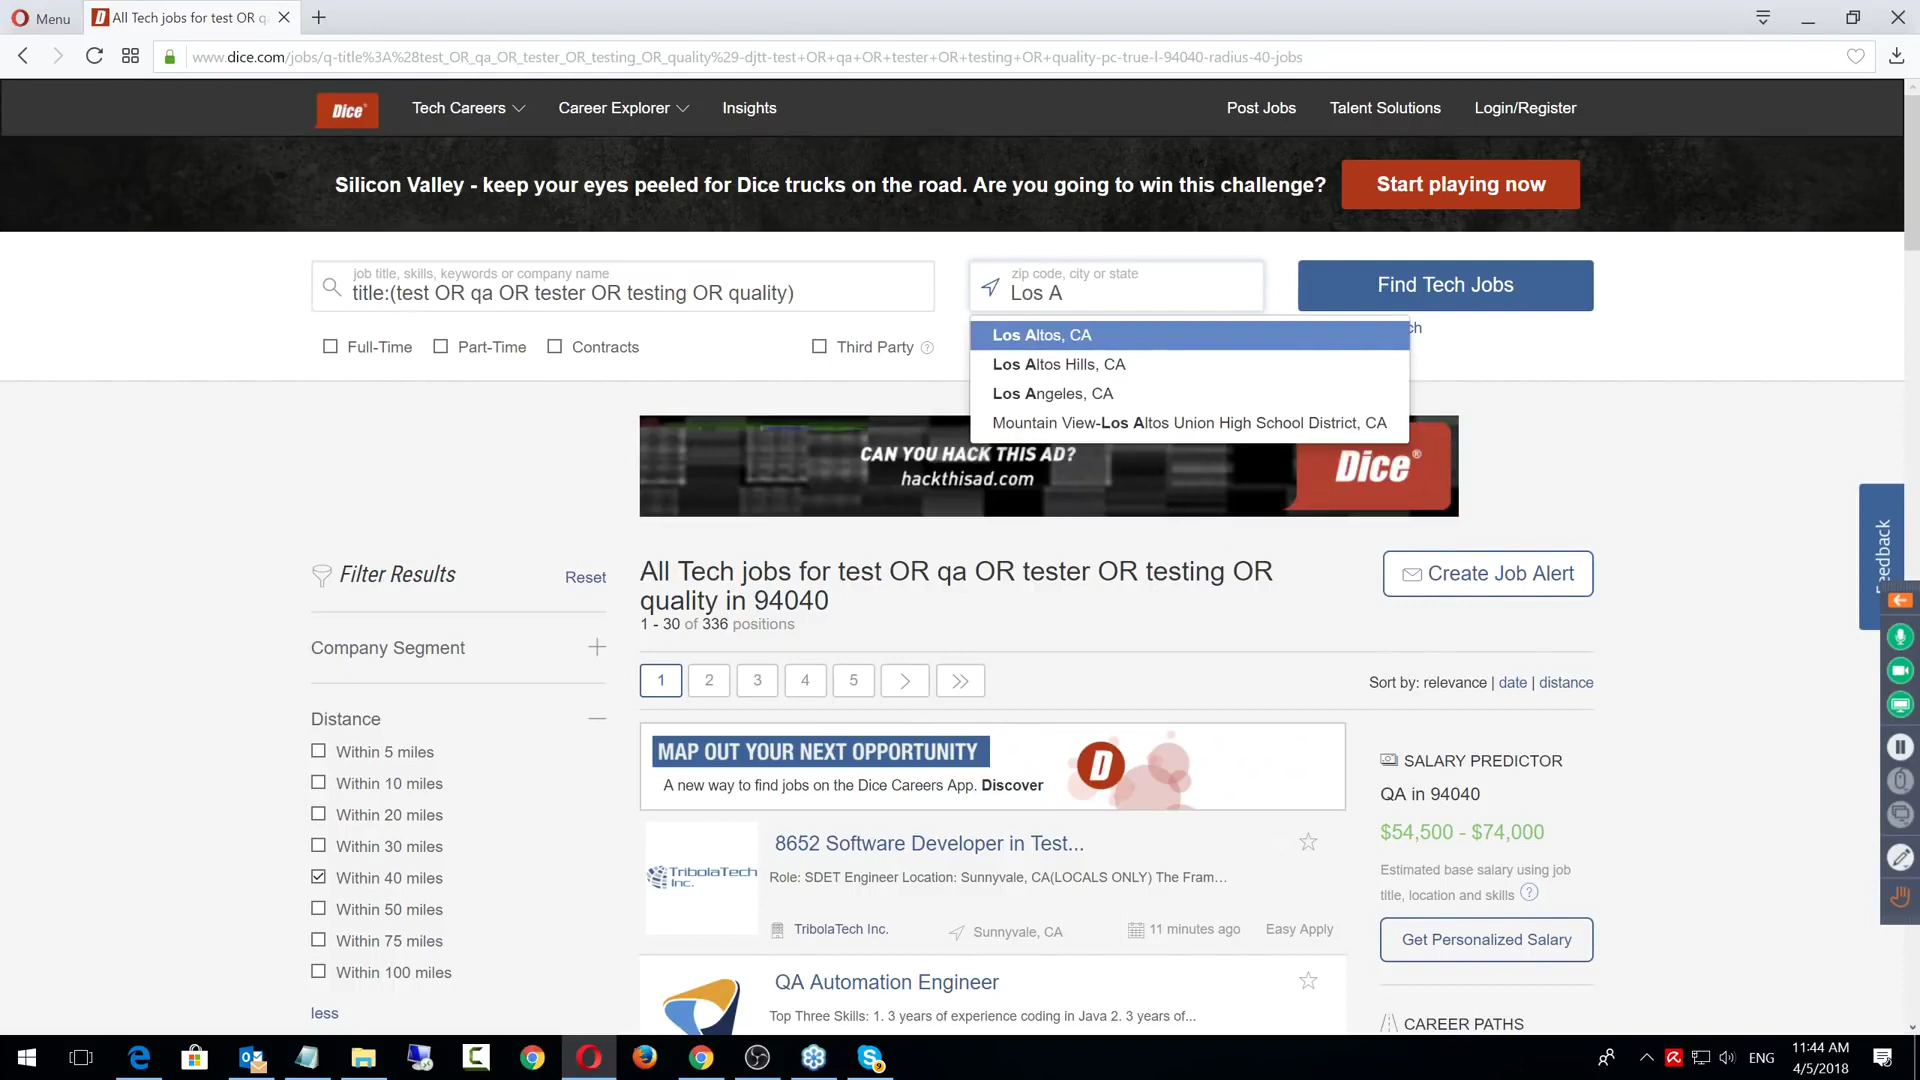 Menu
All Tech jobs for test OR q
www.dice.com/jobs/q-title%3A%28test_OR_qa_OR_tester_OR_testing_OR_quality%29-djtt-test+OR+qa+OR+tester+OR+testing+OR+quality-pc-true-l-94040-radius-40-jobs
Dice
Tech Careers
Career Explorer
Insights
Post Jobs
Talent Solutions
Login/Register
Silicon Valley - keep your eyes peeled for Dice trucks on the road. Are you going to win this challenge?
Start playing now
job title, skills, keywords or company name
title:(test OR qa OR tester OR testing OR quality)
zip code, city or state
Los A
Find Tech Jobs
Full-Time
Part-Time
Contracts
Third Party
ch
Los Altos, CA
Los Altos Hills, CA
Los Angeles, CA
Mountain View-Los Altos Union High School District, CA
CAN YOU HACK THIS AD?
hackthisad.com
Dice®
Feedback
Filter Results
Reset
All Tech jobs for test OR qa OR tester OR testing OR
quality in 94040
1 - 30 of 336 positions
Create Job Alert
Company Segment
1
2
3
4
5
Sort by: relevance | date | distance
Distance
Within 5 miles
Within 10 miles
Within 20 miles
Within 30 miles
Within 40 miles
Within 50 miles
Within 75 miles
Within 100 miles
less
MAP OUT YOUR NEXT OPPORTUNITY
A new way to find jobs on the Dice Careers App. Discover
D
TribolaTech
Inc.
8652 Software Developer in Test...
Role: SDET Engineer Location: Sunnyvale, CA(LOCALS ONLY) The Fram...
TribolaTech Inc.
Sunnyvale, CA
11 minutes ago
Easy Apply
QA Automation Engineer
Top Three Skills: 1. 3 years of experience coding in Java 2. 3 years of...
SALARY PREDICTOR
QA in 94040
$54,500 - $74,000
Estimated base salary using job
title, location and skills
Get Personalized Salary
CAREER PATHS
ENG
11:44 AM
4/5/2018